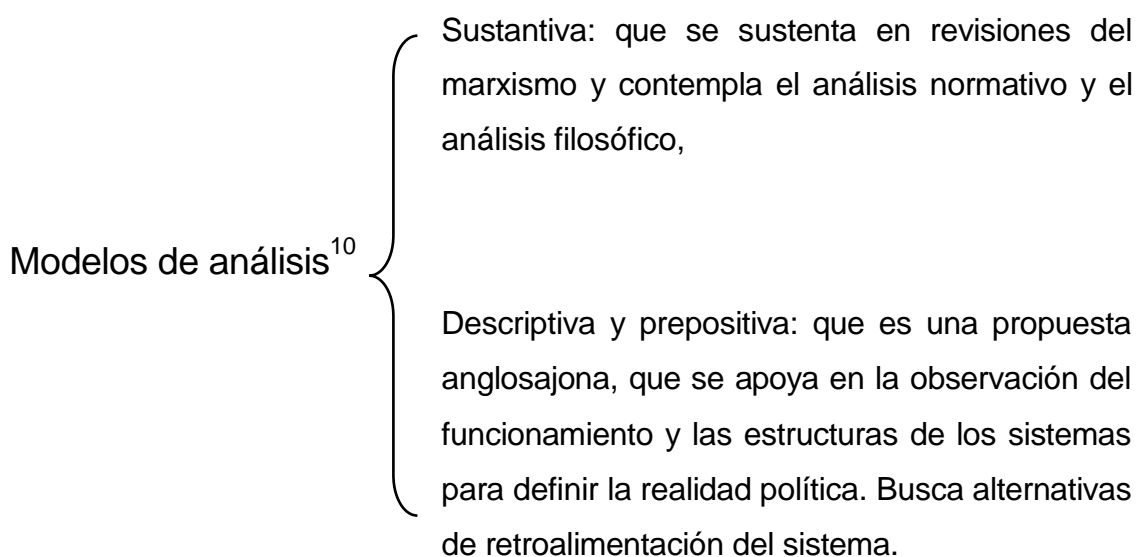 Sustantiva: que se sustenta en revisiones del
marxismo y contempla el análisis normativo y el
análisis filosófico,
Modelos de análisis¹⁰
Descriptiva y prepositiva: que es una propuesta
anglosajona, que se apoya en la observación del
funcionamiento y las estructuras de los sistemas
para definir la realidad política. Busca alternativas
de retroalimentación del sistema.